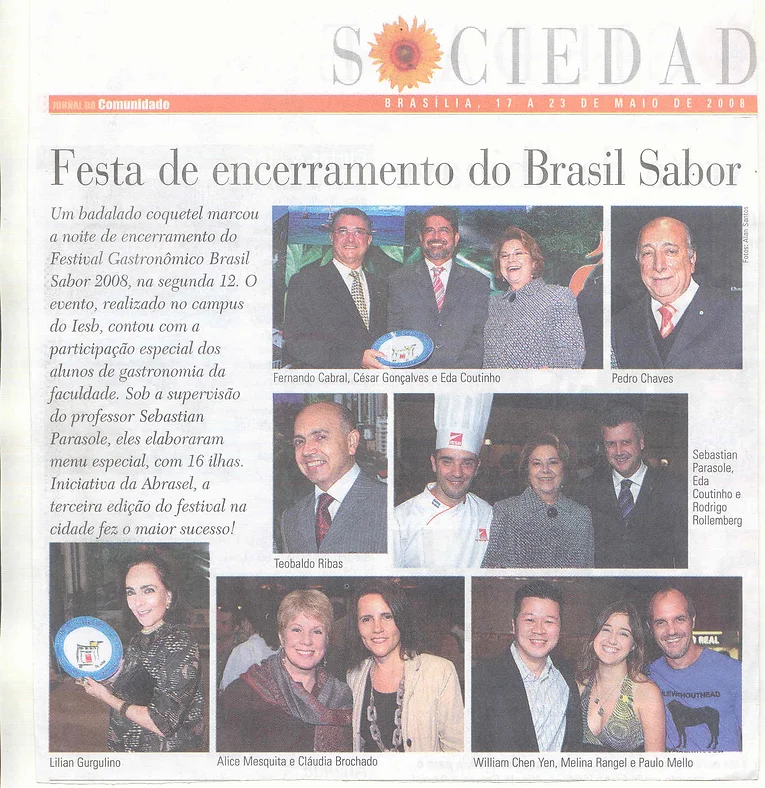 SOCIEDAD
JORNAL DA Comunidade
BRASÍLIA, 17 A 23 DE MAIO DE 2008
Festa de encerramento do Brasil Sabor
Um badalado coquetel marcou
a noite de encerramento do
Festival Gastronômico Brasil
Sabor 2008, na segunda 12. O
evento, realizado no campus
do Iesb, contou com a
participação especial dos
alunos de gastronomia da
faculdade. Sob a supervisão
do professor Sebastian
Parasole, eles elaboraram
menu especial, com 16 ilhas.
Iniciativa da Abrasel, a
terceira edição do festival na
cidade fez o maior sucesso!
Fotos: Alan Santos
Fernando Cabral, César Gonçalves e Eda Coutinho
Pedro Chaves
Teobaldo Ribas
Sebastian
Parasole,
Eda
Coutinho e
Rodrigo
Rollemberg
Lilian Gurgulino
Alice Mesquita e Cláudia Brochado
REAL
William Chen Yen, Melina Rangel e Paulo Mello